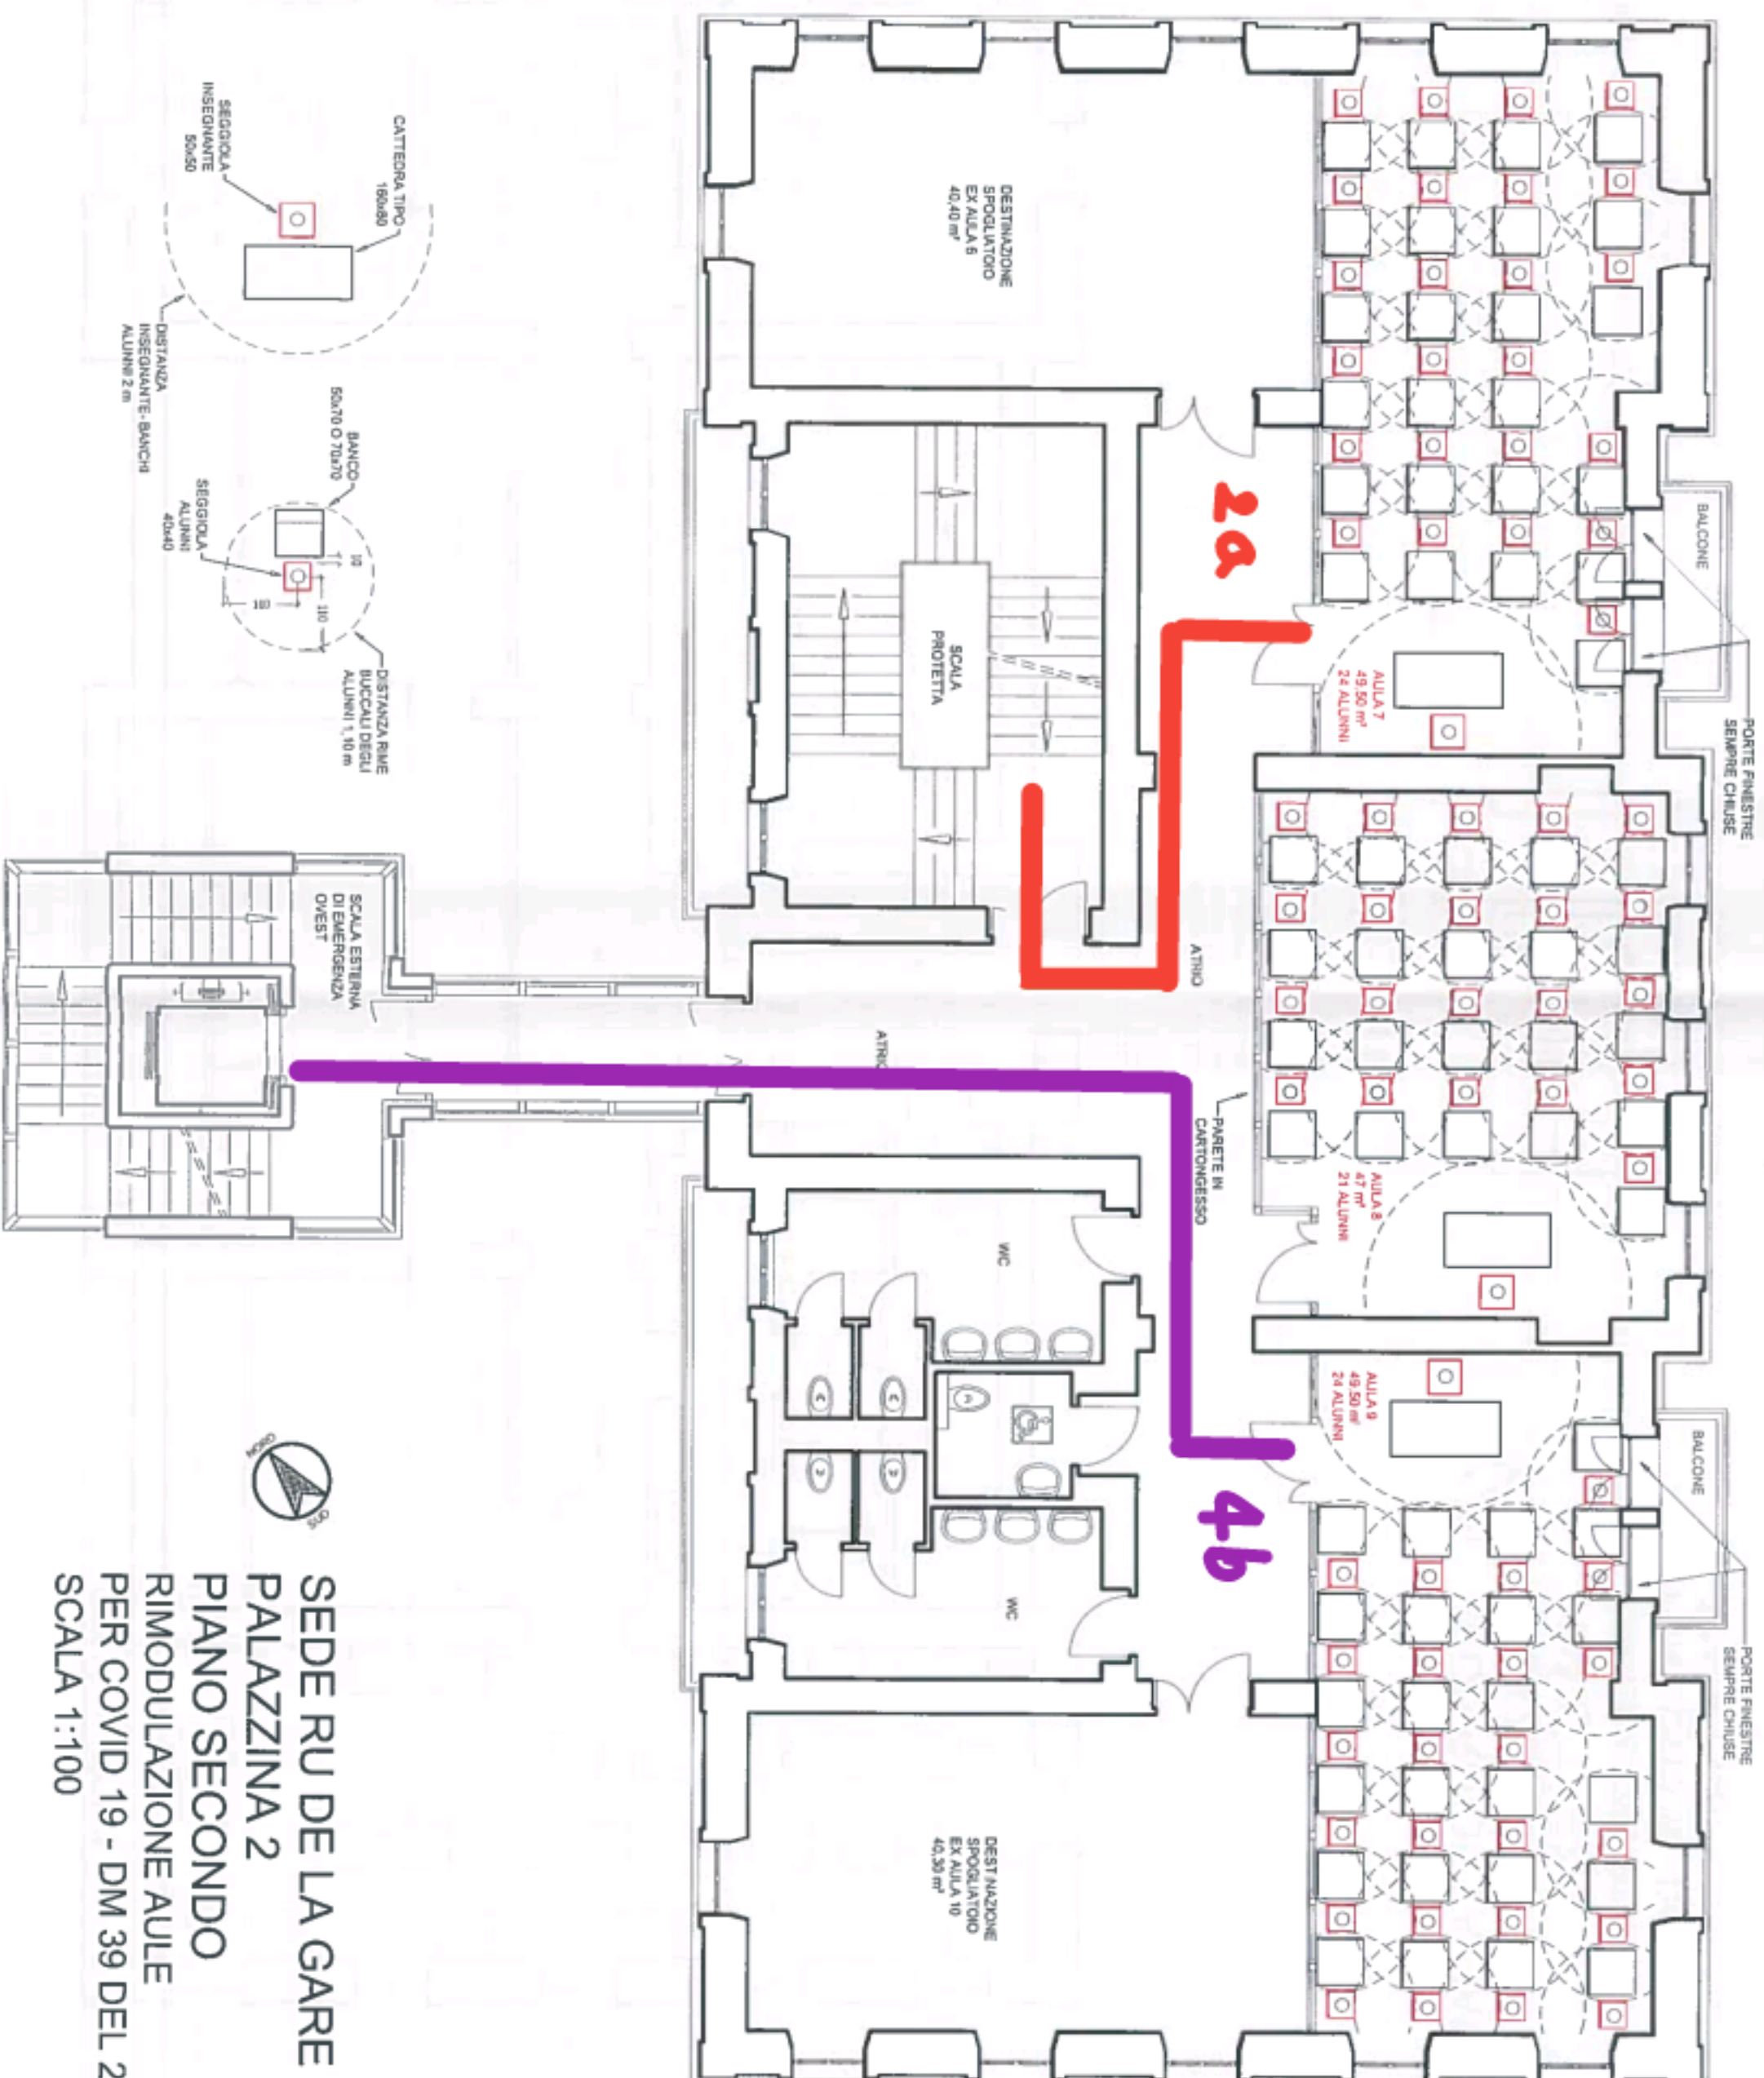 SEGGIOLA
INSEGNANTE
50x50
CATTEDRA TIPO
160x80
DISTANZA
INSEGNANTE-BANCHI
ALUNNI 2 m
BANCO
50x70 O 70x70
SEGGIOLA
ALUNNI
40x40
10
110
DISTANZA RIME
BUCCALI DEGLI
ALUNNI 1,10 m
DESTINAZIONE
SPOGLIATOIO
EX AULA 6
40,40 m²
SCALA
PROTETTA
2a
AULA 7
49,50 m²
24 ALUNNI
BALCONE
PORTE FINESTRE
SEMPRE CHIUSE
ATRIO
ATRIO
SCALA ESTERNA
DI EMERGENZA
OVEST
PARETE IN
CARTONGESSO
AULA 8
47 m²
21 ALUNNI
WC
AULA 9
49,50 m²
24 ALUNNI
BALCONE
PORTE FINESTRE
SEMPRE CHIUSE
4b
WC
DESTINAZIONE
SPOGLIATOIO
EX AULA 10
40,30 m²
NORD
SUD
SEDE RU DE LA GARE
PALAZZINA 2
PIANO SECONDO
RIMODULAZIONE AULE
PER COVID 19 - DM 39 DEL 2
SCALA 1:100